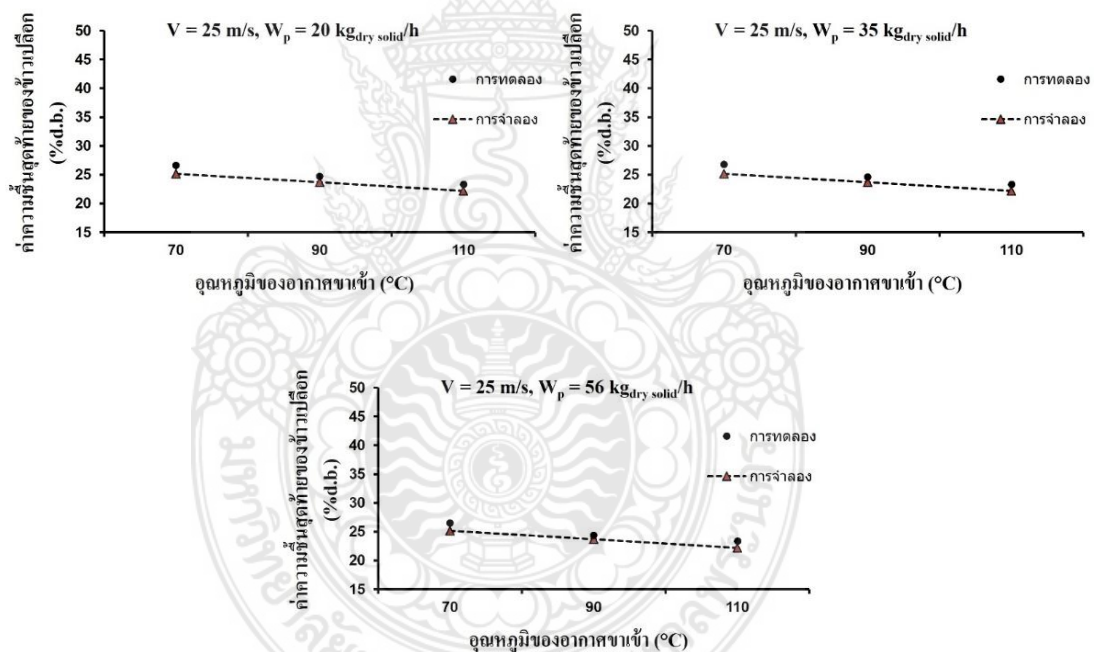 V = 25 m/s, Wp = 20 kgdry solid/h
ค่าความชื้นสุดท้ายของข้าวเปลือก
(%d.b.)
50
45
40
35
30
25
20
15
การทดลอง
การจำลอง
70 90 110
อุณหภูมิของอากาศขาเข้า (°C)
V = 25 m/s, Wp = 35 kgdry solid/h
ค่าความชื้นสุดท้ายของข้าวเปลือก
(%d.b.)
50
45
40
35
30
25
20
15
การทดลอง
การจำลอง
70 90 110
อุณหภูมิของอากาศขาเข้า (°C)
V = 25 m/s, Wp = 56 kgdry solid/h
ค่าความชื้นสุดท้ายของข้าวเปลือก
(%d.b.)
50
45
40
35
30
25
20
15
การทดลอง
การจำลอง
70 90 110
อุณหภูมิของอากาศขาเข้า (°C)